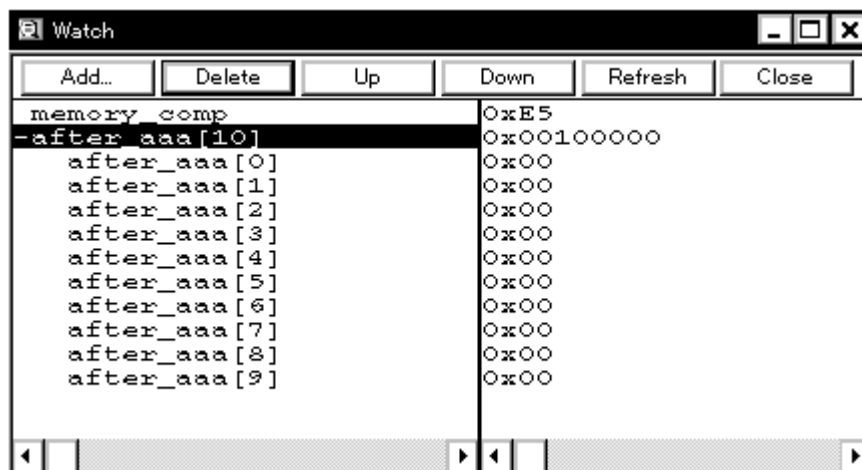 Watch
Add... Delete Up Down Refresh Close
memory_comp 0xE5
-after_aaa[10] 0x00100000
after_aaa[0] 0x00
after_aaa[1] 0x00
after_aaa[2] 0x00
after_aaa[3] 0x00
after_aaa[4] 0x00
after_aaa[5] 0x00
after_aaa[6] 0x00
after_aaa[7] 0x00
after_aaa[8] 0x00
after_aaa[9] 0x00